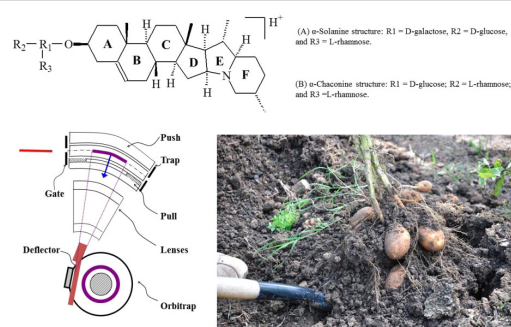 H⁺
R₂—R₁—O
R₃
A B C D E F
H H H H H
N
(A) α-Solanine structure: R1 = D-galactose, R2 = D-glucose,
and R3 = L-rhamnose.
(B) α-Chaconine structure: R1 = D-glucose; R2 = L-rhamnose;
and R3 =L-rhamnose.
Push
Trap
Gate
Pull
Lenses
Deflector
Orbitrap